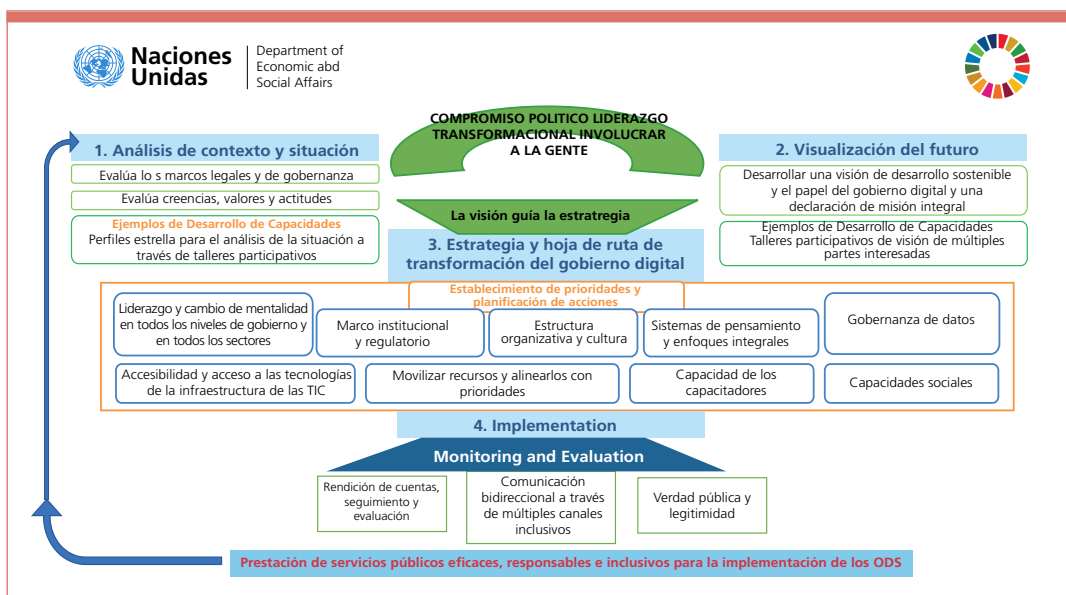 Naciones
Unidas
Department of
Economic abd
Social Affairs
COMPROMISO POLITICO LIDERAZGO
TRANSFORMACIONAL INVOLUCRAR
A LA GENTE
1. Análisis de contexto y situación
Evalúa lo s marcos legales y de gobernanza
Evalúa creencias, valores y actitudes
Ejemplos de Desarrollo de Capacidades
Perfiles estrella para el análisis de la situación a
través de talleres participativos
2. Visualización del futuro
Desarrollar una visión de desarrollo sostenible
y el papel del gobierno digital y una
declaración de misión integral
Ejemplos de Desarrollo de Capacidades
Talleres participativos de visión de múltiples
partes interesadas
La visión guía la estratregia
3. Estrategia y hoja de ruta de
transformación del gobierno digital
Establecimiento de prioridades y
planificación de acciones
Liderazgo y cambio de mentalidad
en todos los niveles de gobierno y
en todos los sectores
Marco institucional
y regulatorio
Estructura
organizativa y cultura
Sistemas de pensamiento
y enfoques integrales
Gobernanza de datos
Accesibilidad y acceso a las tecnologías
de la infraestructura de las TIC
Movilizar recursos y alinearlos con
prioridades
Capacidad de los
capacitadores
Capacidades sociales
4. Implementation
Monitoring and Evaluation
Rendición de cuentas,
seguimiento y
evaluación
Comunicación
bidireccional a través
de múltiples canales
inclusivos
Verdad pública y
legitimidad
Prestación de servicios públicos eficaces, responsables e inclusivos para la implementación de los ODS